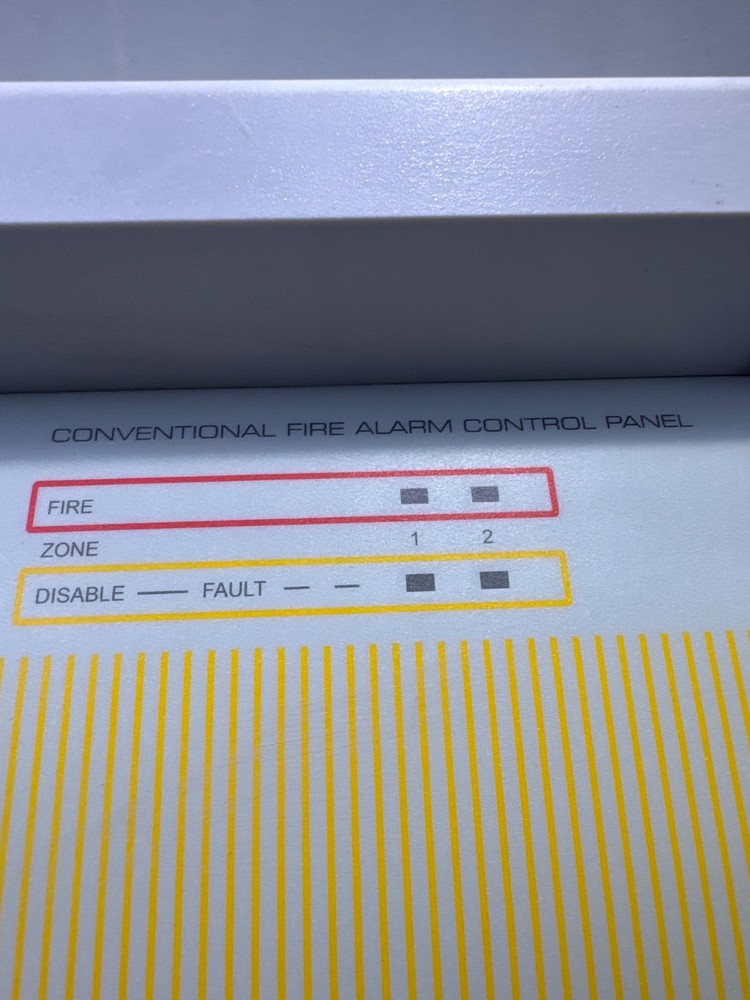 CONVENTIONAL FIRE ALARM CONTROL PANEL
FIRE
ZONE 1 2
DISABLE —— FAULT — —